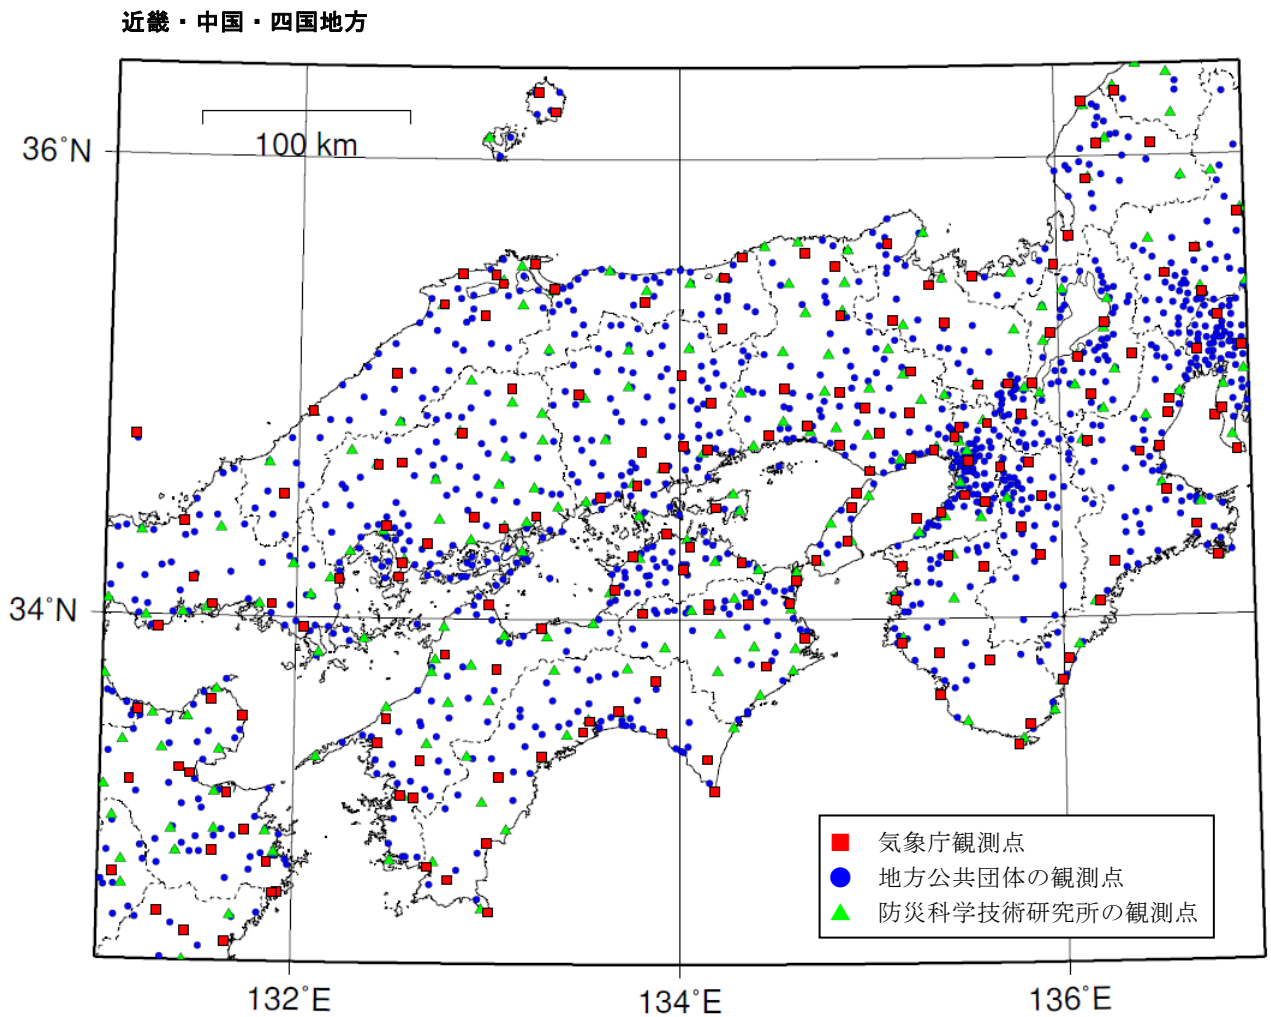 近畿・中国・四国地方
100 km
36°N
34°N
気象庁観測点
地方公共団体の観測点
防災科学技術研究所の観測点
132°E
134°E
136°E